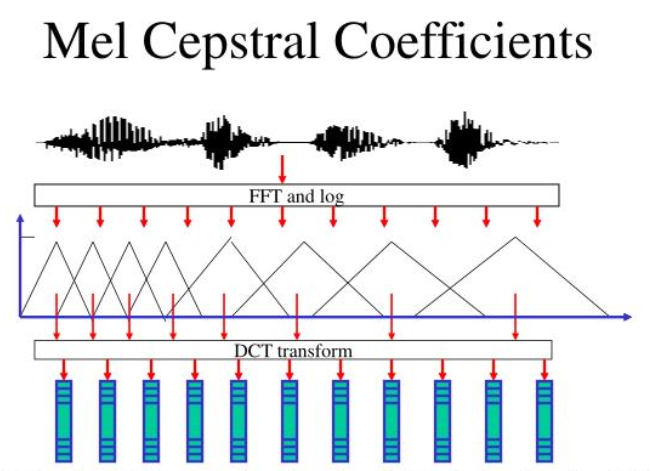 Mel Cepstral Coefficients
FFT and log
DCT transform